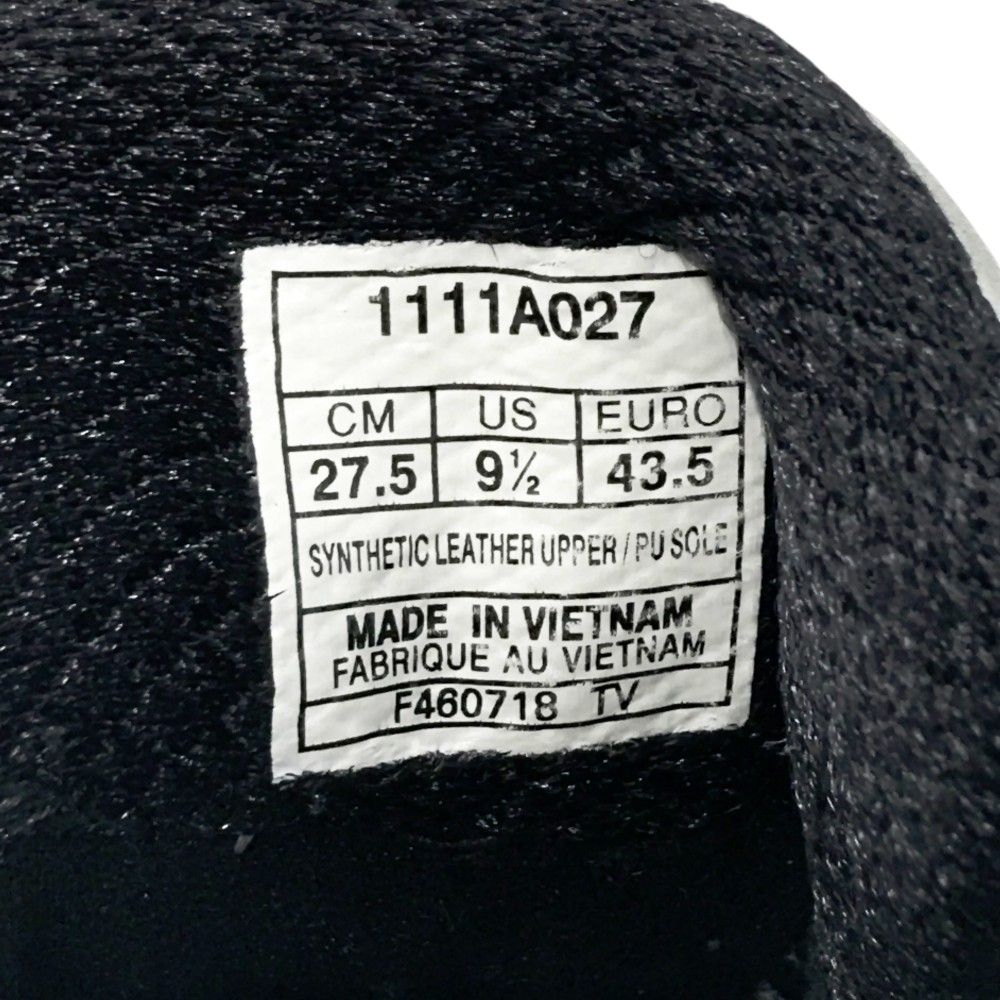 1111A027
CM US EURO
27.5 9½ 43.5
SYNTHETIC LEATHER UPPER / PU SOLE
MADE IN VIETNAM
FABRIQUE AU VIETNAM
F460718 TV